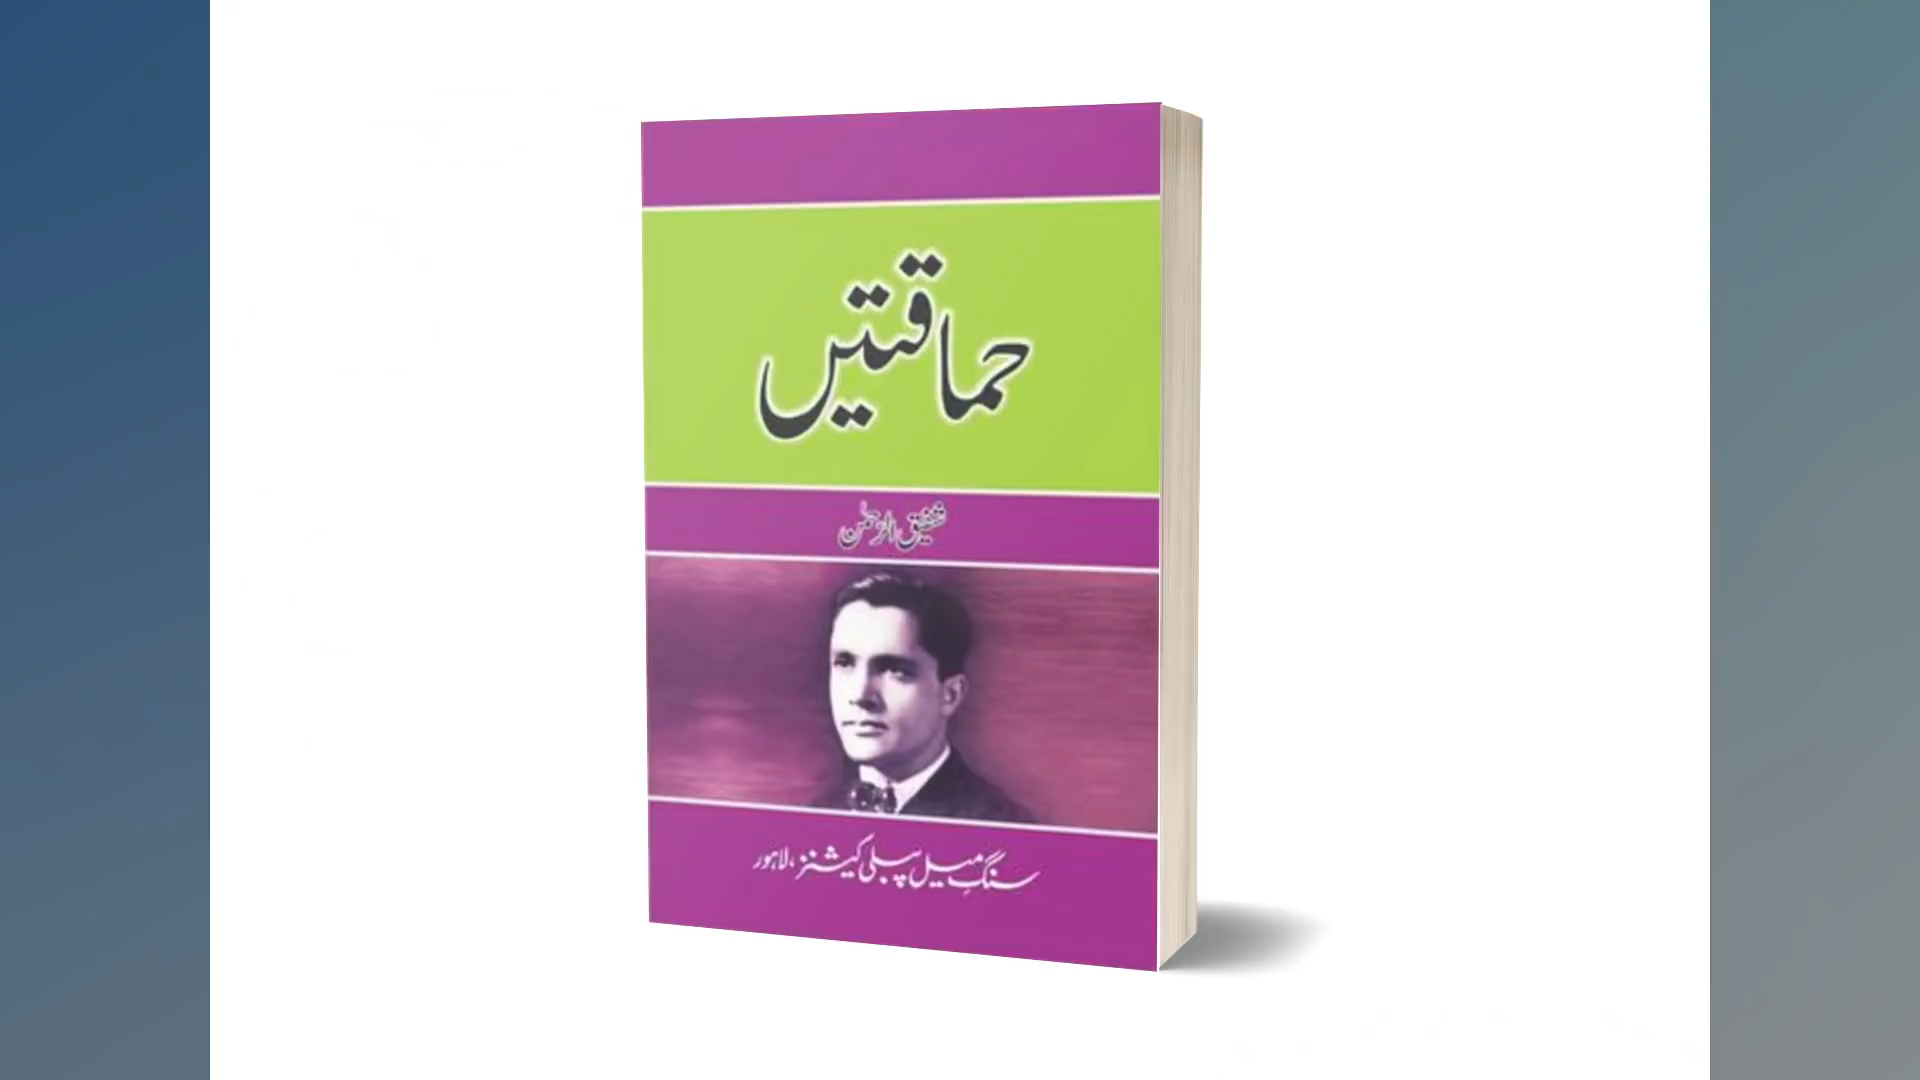 حماقتیں
شفیق الرحمٰن
سنگِ میل پبلی کیشنز، لاہور